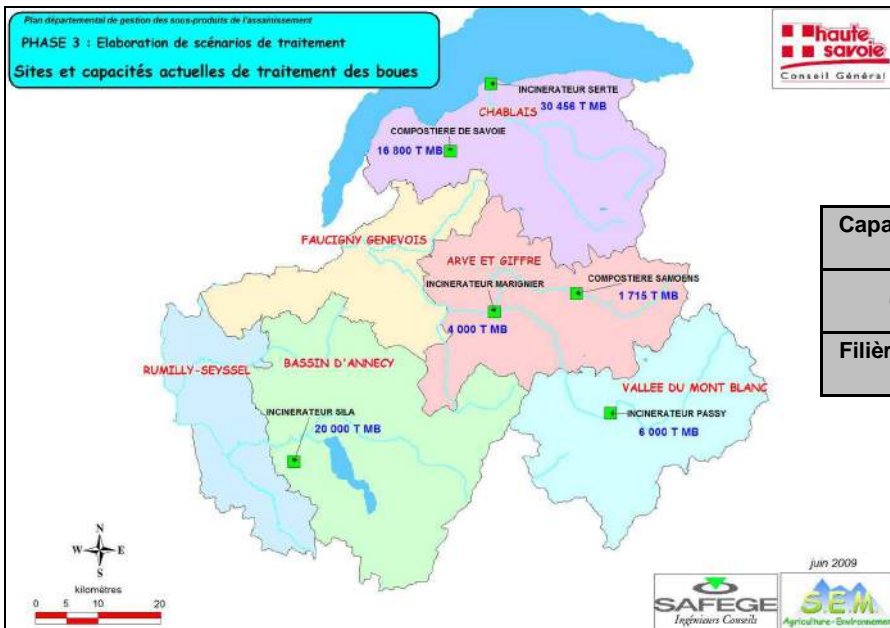 Plan départemental de gestion des sous-produits de l'assainissement
PHASE 3 : Elaboration de scénarios de traitement
Sites et capacités actuelles de traitement des boues
haute
savoie
Conseil Général
INCINERATEUR SERTE
30 456 T MB
CHABLAIS
COMPOSTIERE DE SAVOIE
16 800 T MB
FAUCIGNY GENEVOIS
ARVE ET GIFFRE
INCINERATEUR MARIGNIER
4 000 T MB
COMPOSTIERE SAMOENS
1 715 T MB
Capa
Filièr
RUMILLY-SEYSSEL
BASSIN D'ANNECY
VALLEE DU MONT BLANC
INCINERATEUR SILA
20 000 T MB
INCINERATEUR PASSY
6 000 T MB
N
W E
S
kilomètres
0 5 10 20
juin 2009
SAFEGE
Ingénieurs Conseils
S.E.M
Agriculture-Environnement